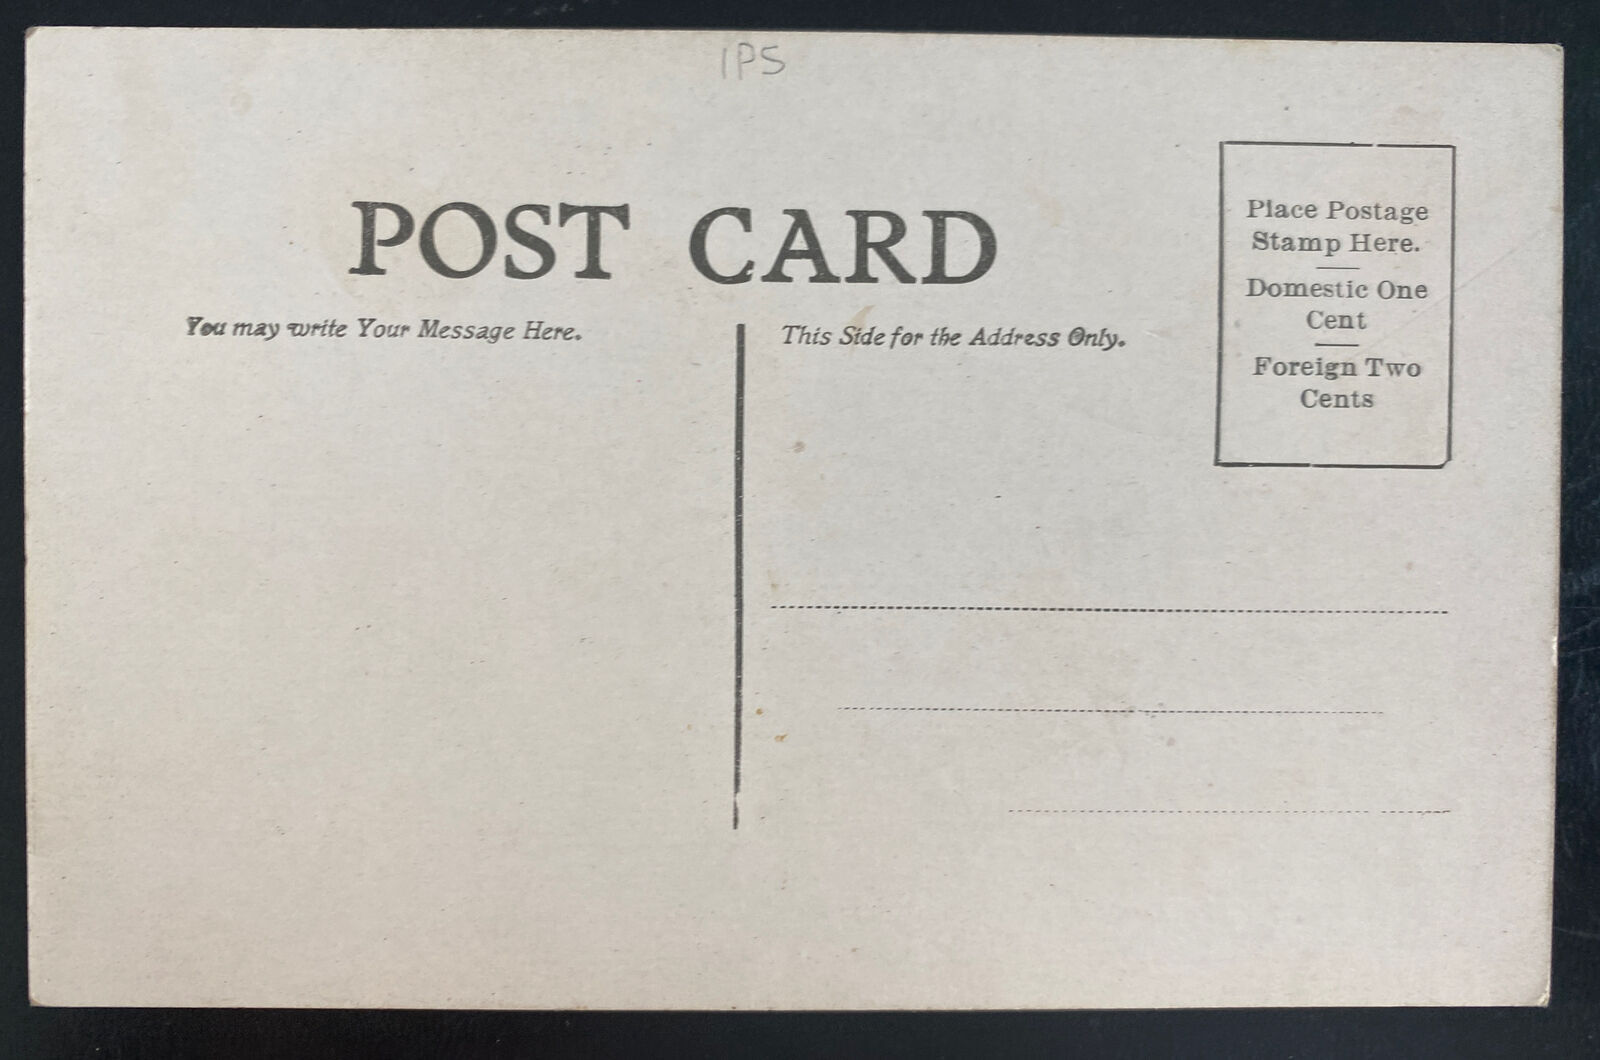 1P5
POST CARD
You may write Your Message Here.
This Side for the Address Only.
Place Postage
Stamp Here.
Domestic One
Cent
Foreign Two
Cents